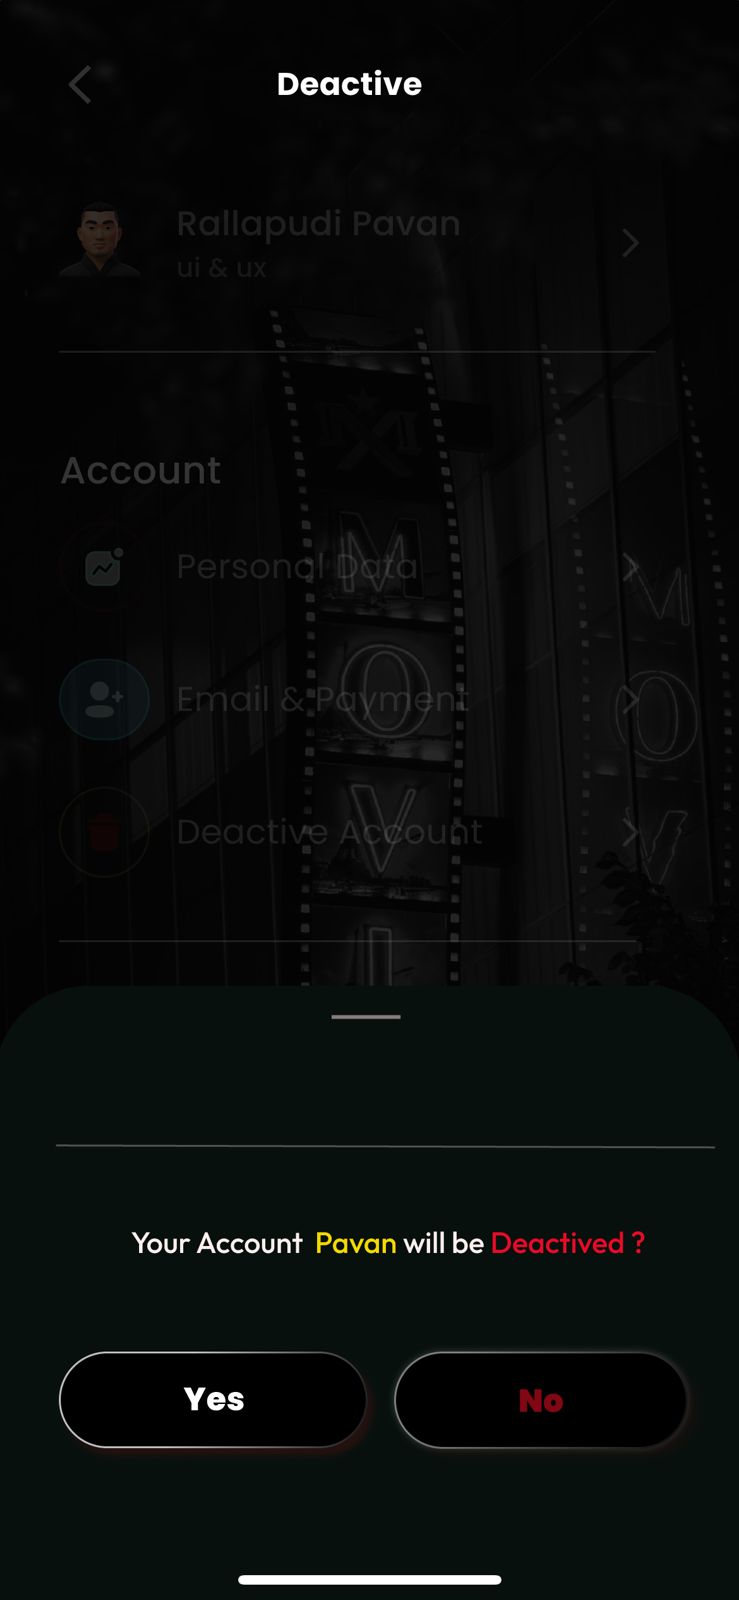 Deactive
Rallapudi Pavan
ui & ux
Account
Personal Data
Email & Payment
Deactive Account
M
O
V
I
M
O
V
Your Account Pavan will be Deactived ?
Yes No